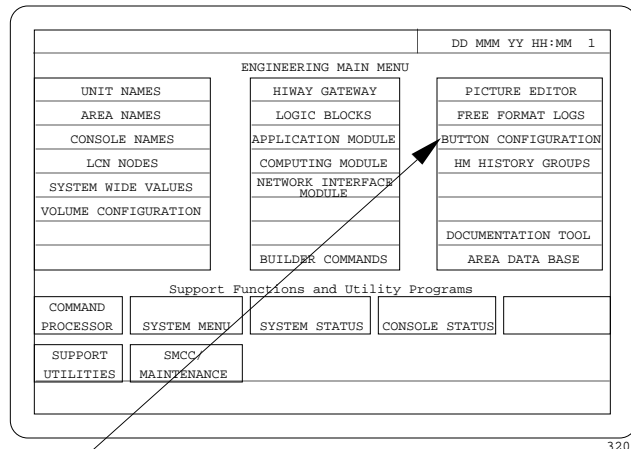 DD MMM YY HH:MM 1
ENGINEERING MAIN MENU
UNIT NAMES
AREA NAMES
CONSOLE NAMES
LCN NODES
SYSTEM WIDE VALUES
VOLUME CONFIGURATION
HIWAY GATEWAY
LOGIC BLOCKS
APPLICATION MODULE
COMPUTING MODULE
NETWORK INTERFACE
MODULE
BUILDER COMMANDS
PICTURE EDITOR
FREE FORMAT LOGS
BUTTON CONFIGURATION
HM HISTORY GROUPS
DOCUMENTATION TOOL
AREA DATA BASE
Support Functions and Utility Programs
COMMAND
PROCESSOR
SYSTEM MENU
SYSTEM STATUS
CONSOLE STATUS
SUPPORT
UTILITIES
SMCC/
MAINTENANCE
320